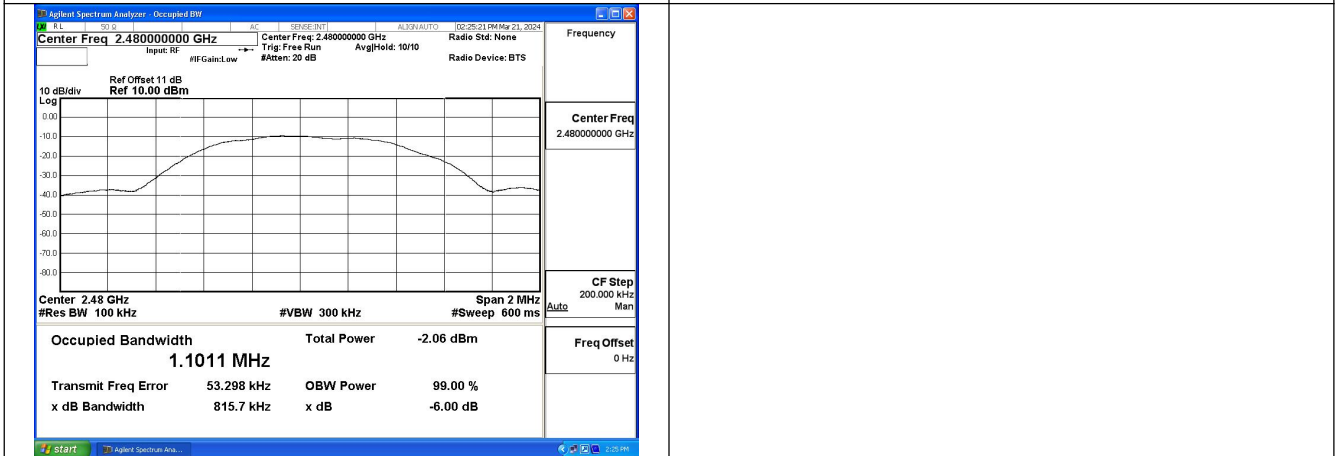 Agilent Spectrum Analyzer - Occupied BW
RL 50 Ω AC SENSE:INT ALIGN AUTO 02:25:21 PM Mar 21, 2024
Center Freq 2.480000000 GHz
Input: RF
#IFGain:Low
Center Freq: 2.480000000 GHz
Trig: Free Run Avg|Hold: 10/10
#Atten: 20 dB
Radio Std: None
Radio Device: BTS
Frequency
Ref Offset 11 dB
10 dB/div Ref 10.00 dBm
Log
0.00
-10.0
-20.0
-30.0
-40.0
-50.0
-60.0
-70.0
-80.0
Center Freq
2.480000000 GHz
Center 2.48 GHz Span 2 MHz
#Res BW 100 kHz #VBW 300 kHz #Sweep 600 ms
CF Step
200.000 kHz
Auto Man
Occupied Bandwidth Total Power -2.06 dBm
1.1011 MHz
Transmit Freq Error 53.298 kHz OBW Power 99.00 %
x dB Bandwidth 815.7 kHz x dB -6.00 dB
Freq Offset
0 Hz
start Agilent Spectrum Ana... 2:25 PM